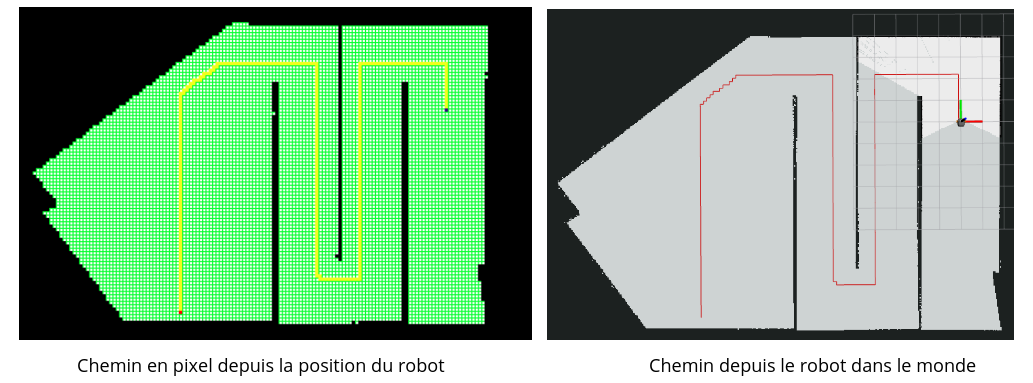 Chemin en pixel depuis la position du robot
Chemin depuis le robot dans le monde